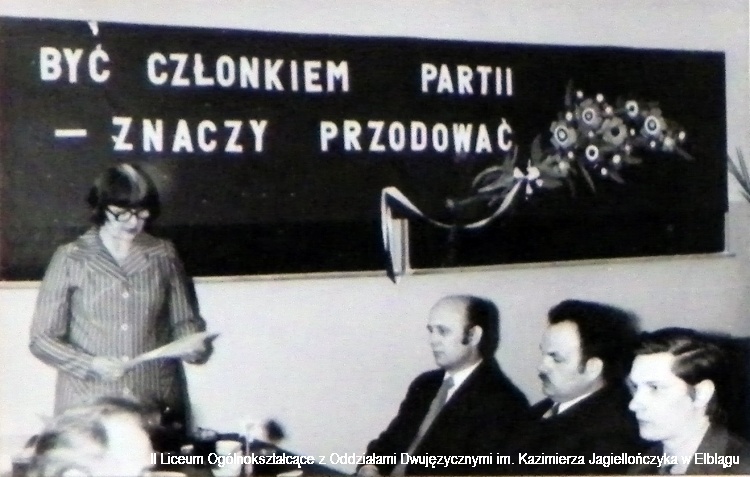 BYĆ CZŁONKIEM PARTII
– ZNACZY PRZODOWAĆ
II Liceum Ogólnokształcące z Oddziałami Dwujęzycznymi im. Kazimierza Jagiellończyka w Elblągu